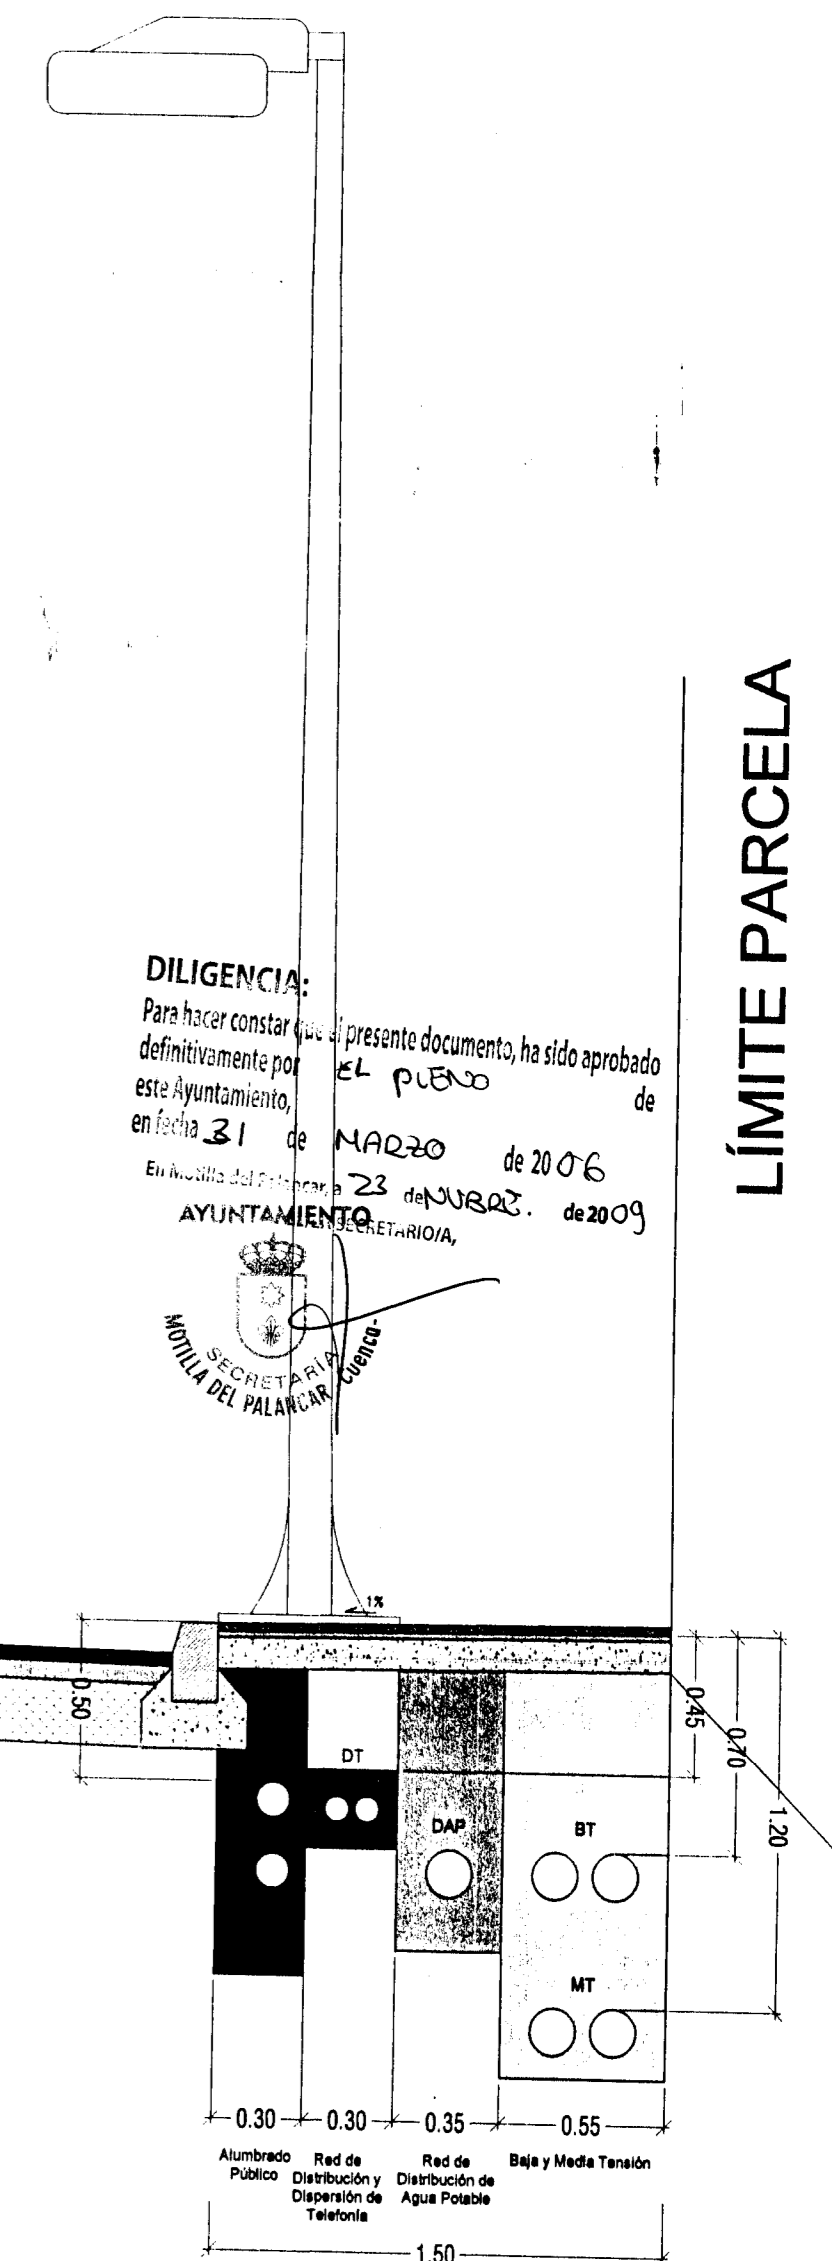 LÍMITE PARCELA
DILIGENCIA:
Para hacer constar que el presente documento, ha sido aprobado
definitivamente por EL PLENO de
este Ayuntamiento,
en fecha 31 de MARZO de 2006
En Motilla del Palancar, a 23 de NVBRE. de 2009
AYUNTAMIENTO
SECRETARIO/A,
SECRETARÍA
MOTILLA DEL PALANCAR Cuenca-
1%
0.50
0.45
0.70
1.20
DT
DAP
BT
MT
0.30 0.30 0.35 0.55
Alumbrado
Público
Red de
Distribución y
Dispersión de
Telefonía
Red de
Distribución de
Agua Potable
Baja y Media Tensión
1.50